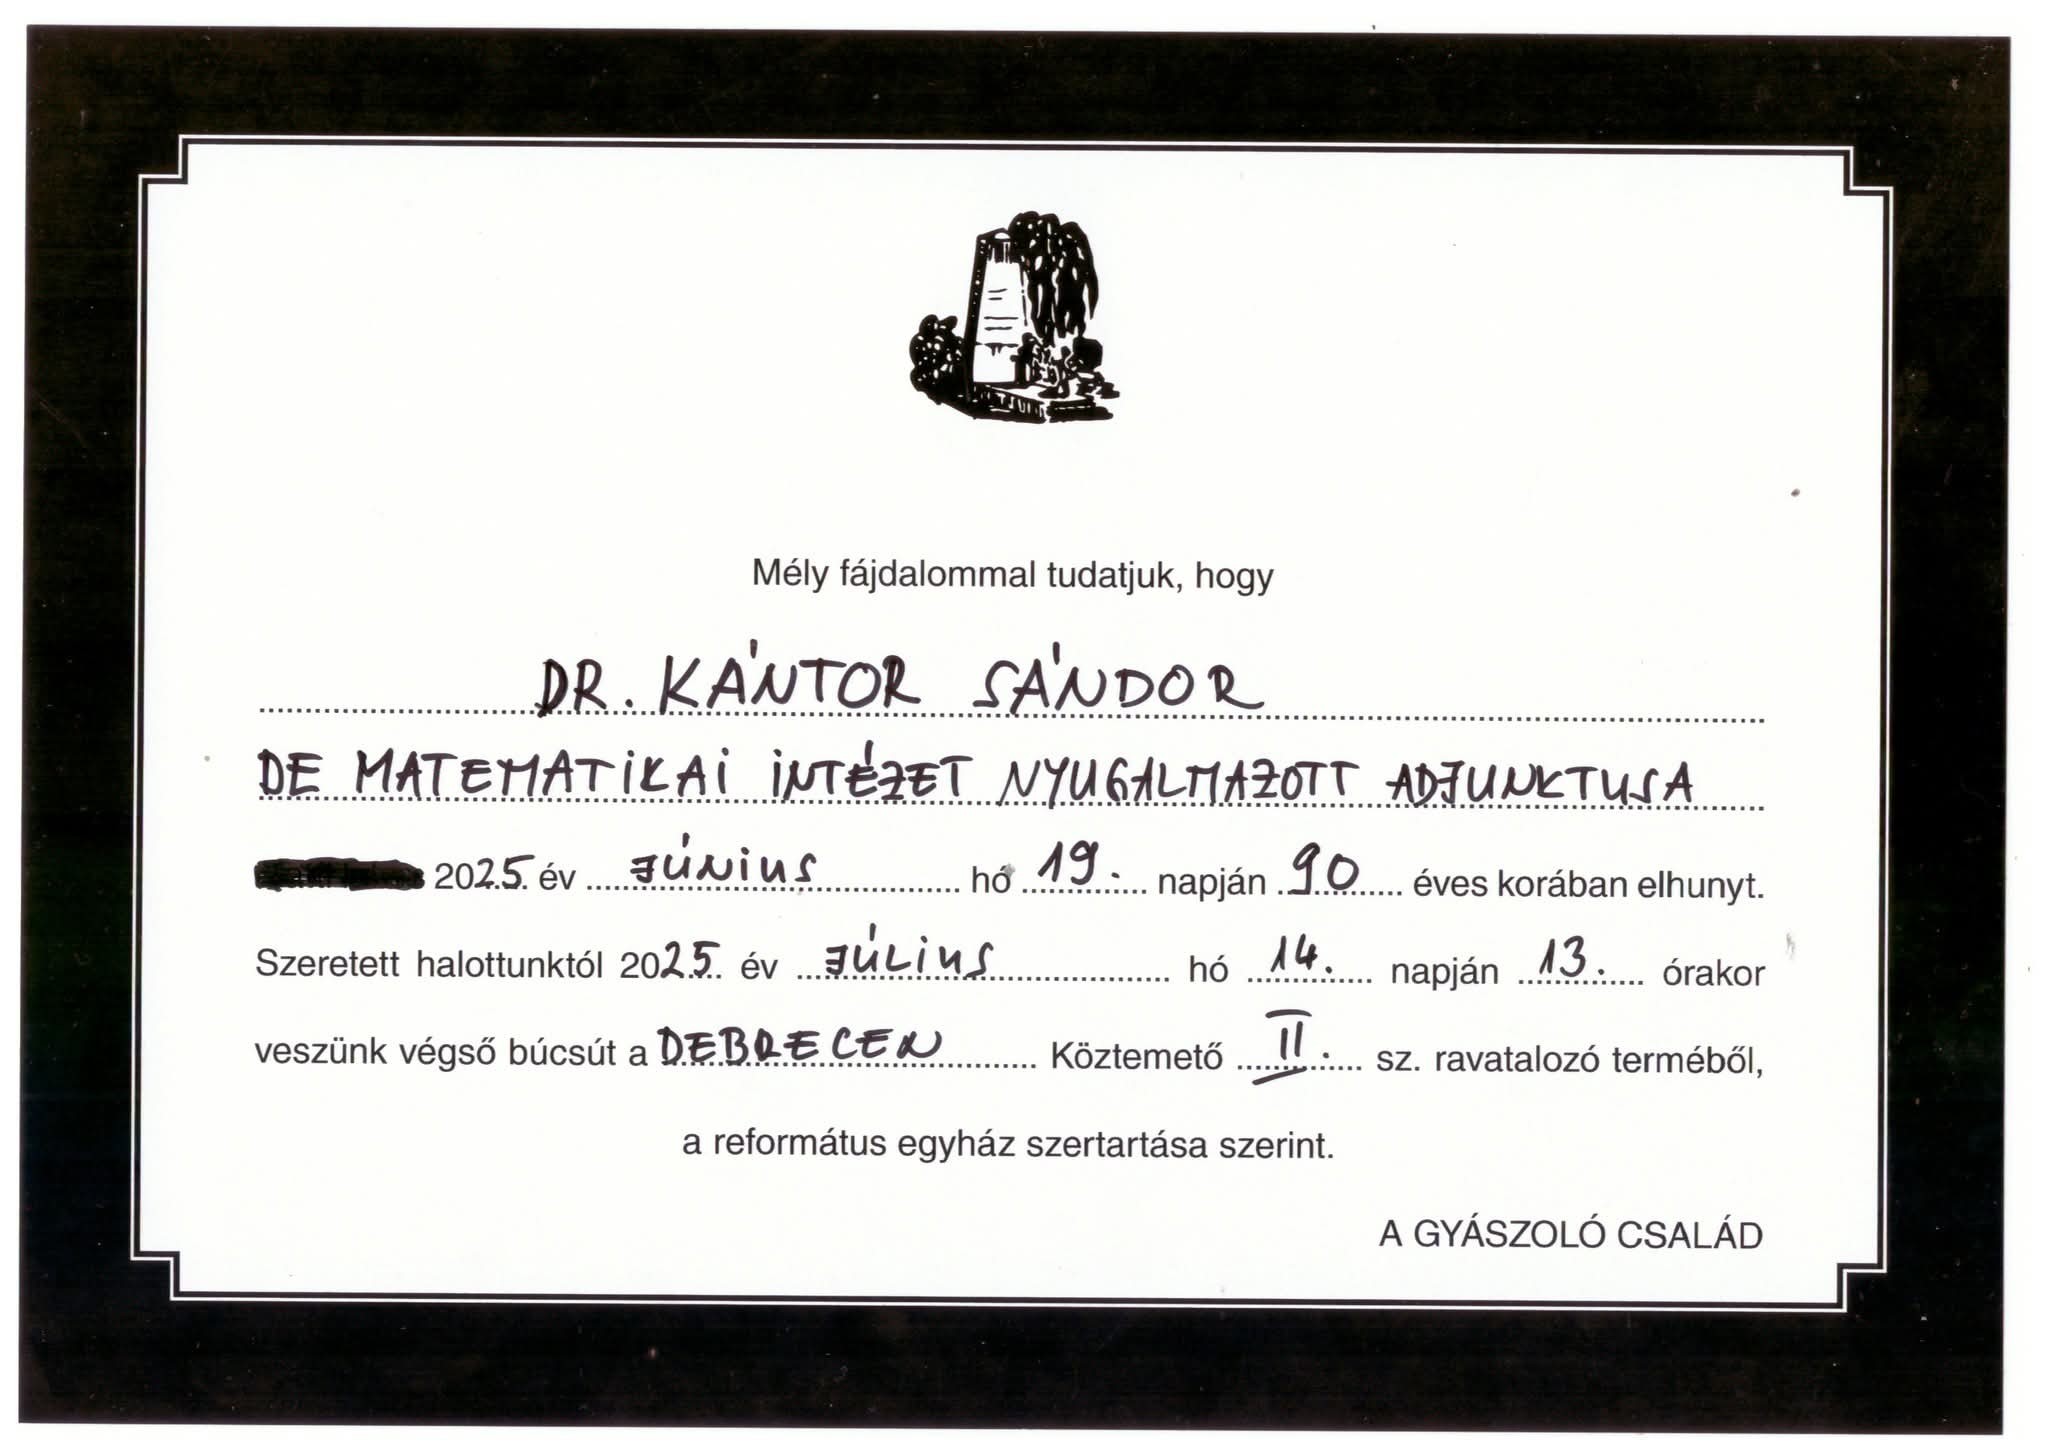 Mély fájdalommal tudatjuk, hogy
DR. KÁNTOR SÁNDOR
DE MATEMATIKAI INTÉZET NYUGALMAZOTT ADJUNKTUSA
2025. év JÚNIUS hó 19. napján 90 éves korában elhunyt.
Szeretett halottunktól 2025. év JÚLIUS hó 14. napján 13. órakor
veszünk végső búcsút a DEBRECEN Köztemető II. sz. ravatalozó terméből,
a református egyház szertartása szerint.
A GYÁSZOLÓ CSALÁD